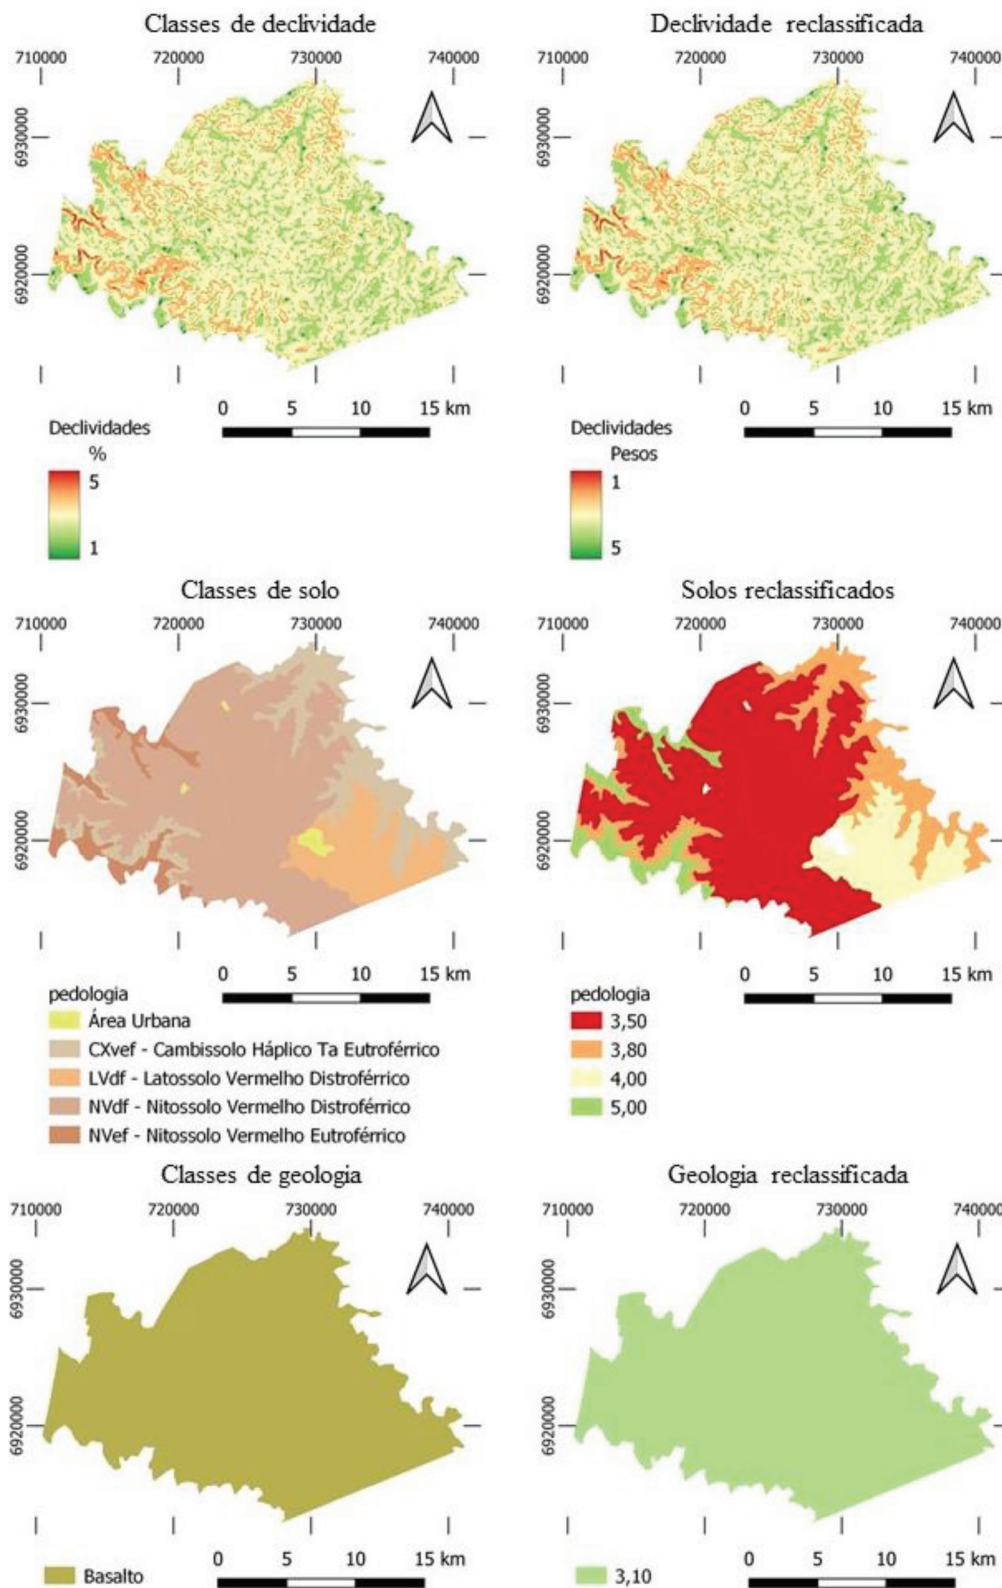 Classes de declividade
710000 720000 730000 740000
6930000
6920000
0 5 10 15 km
Declividades
%
5
1
Declividade reclassificada
710000 720000 730000 740000
6930000
6920000
0 5 10 15 km
Declividades
Pesos
1
5
Classes de solo
710000 720000 730000 740000
6930000
6920000
0 5 10 15 km
pedologia
Área Urbana
CXvef - Cambissolo Háplico Ta Eutroférrico
LVdf - Latossolo Vermelho Distroférrico
NVdf - Nitossolo Vermelho Distroférrico
NVef - Nitossolo Vermelho Eutroférrico
Solos reclassificados
710000 720000 730000 740000
6930000
6920000
0 5 10 15 km
pedologia
3,50
3,80
4,00
5,00
Classes de geologia
710000 720000 730000 740000
6930000
6920000
0 5 10 15 km
Basalto
Geologia reclassificada
710000 720000 730000 740000
6930000
6920000
0 5 10 15 km
3,10